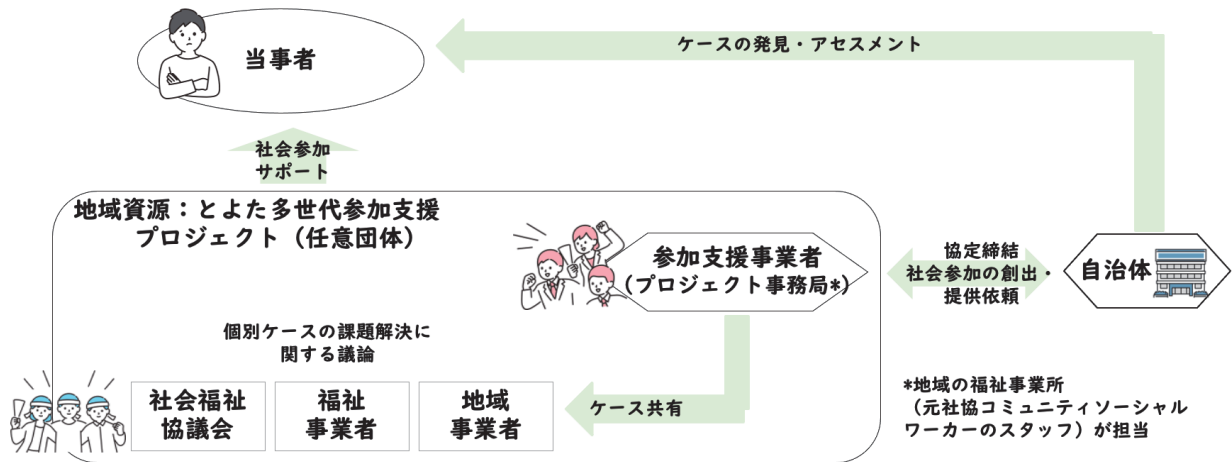 当事者
ケースの発見・アセスメント
社会参加
サポート
地域資源：とよた多世代参加支援
プロジェクト（任意団体）
参加支援事業者
（プロジェクト事務局*）
協定締結
社会参加の創出・
提供依頼
自治体
個別ケースの課題解決に
関する議論
社会福祉
協議会
福祉
事業者
地域
事業者
ケース共有
*地域の福祉事業所
（元社協コミュニティソーシャル
ワーカーのスタッフ）が担当